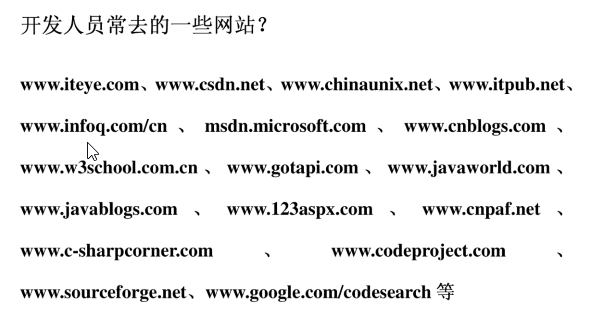 开发人员常去的一些网站？
www.iteye.com、www.csdn.net、www.chinaunix.net、www.itpub.net、
www.infoq.com/cn 、 msdn.microsoft.com 、 www.cnblogs.com 、
www.w3school.com.cn 、 www.gotapi.com 、 www.javaworld.com 、
www.javablogs.com 、 www.123aspx.com 、 www.cnpaf.net 、
www.c-sharpcorner.com 、 www.codeproject.com 、
www.sourceforge.net、www.google.com/codesearch 等